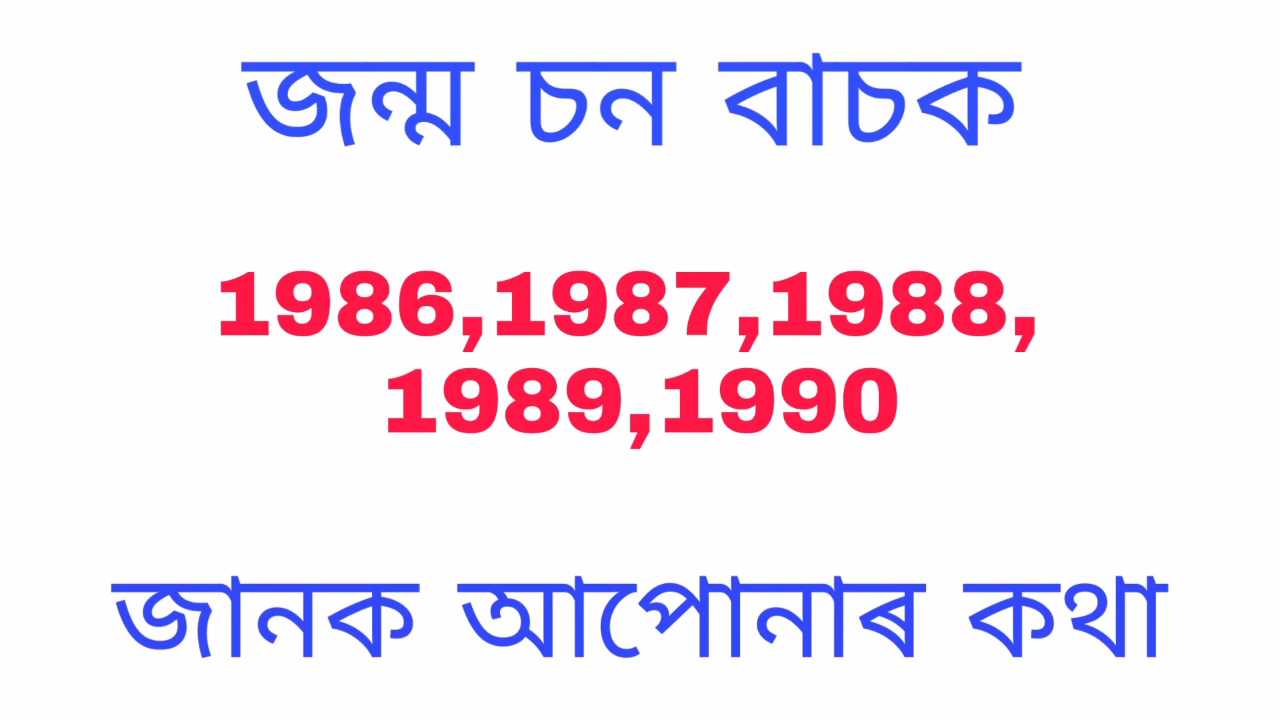 জন্ম চন বাচক
1986,1987,1988,
1989,1990
জানক আপোনাৰ কথা